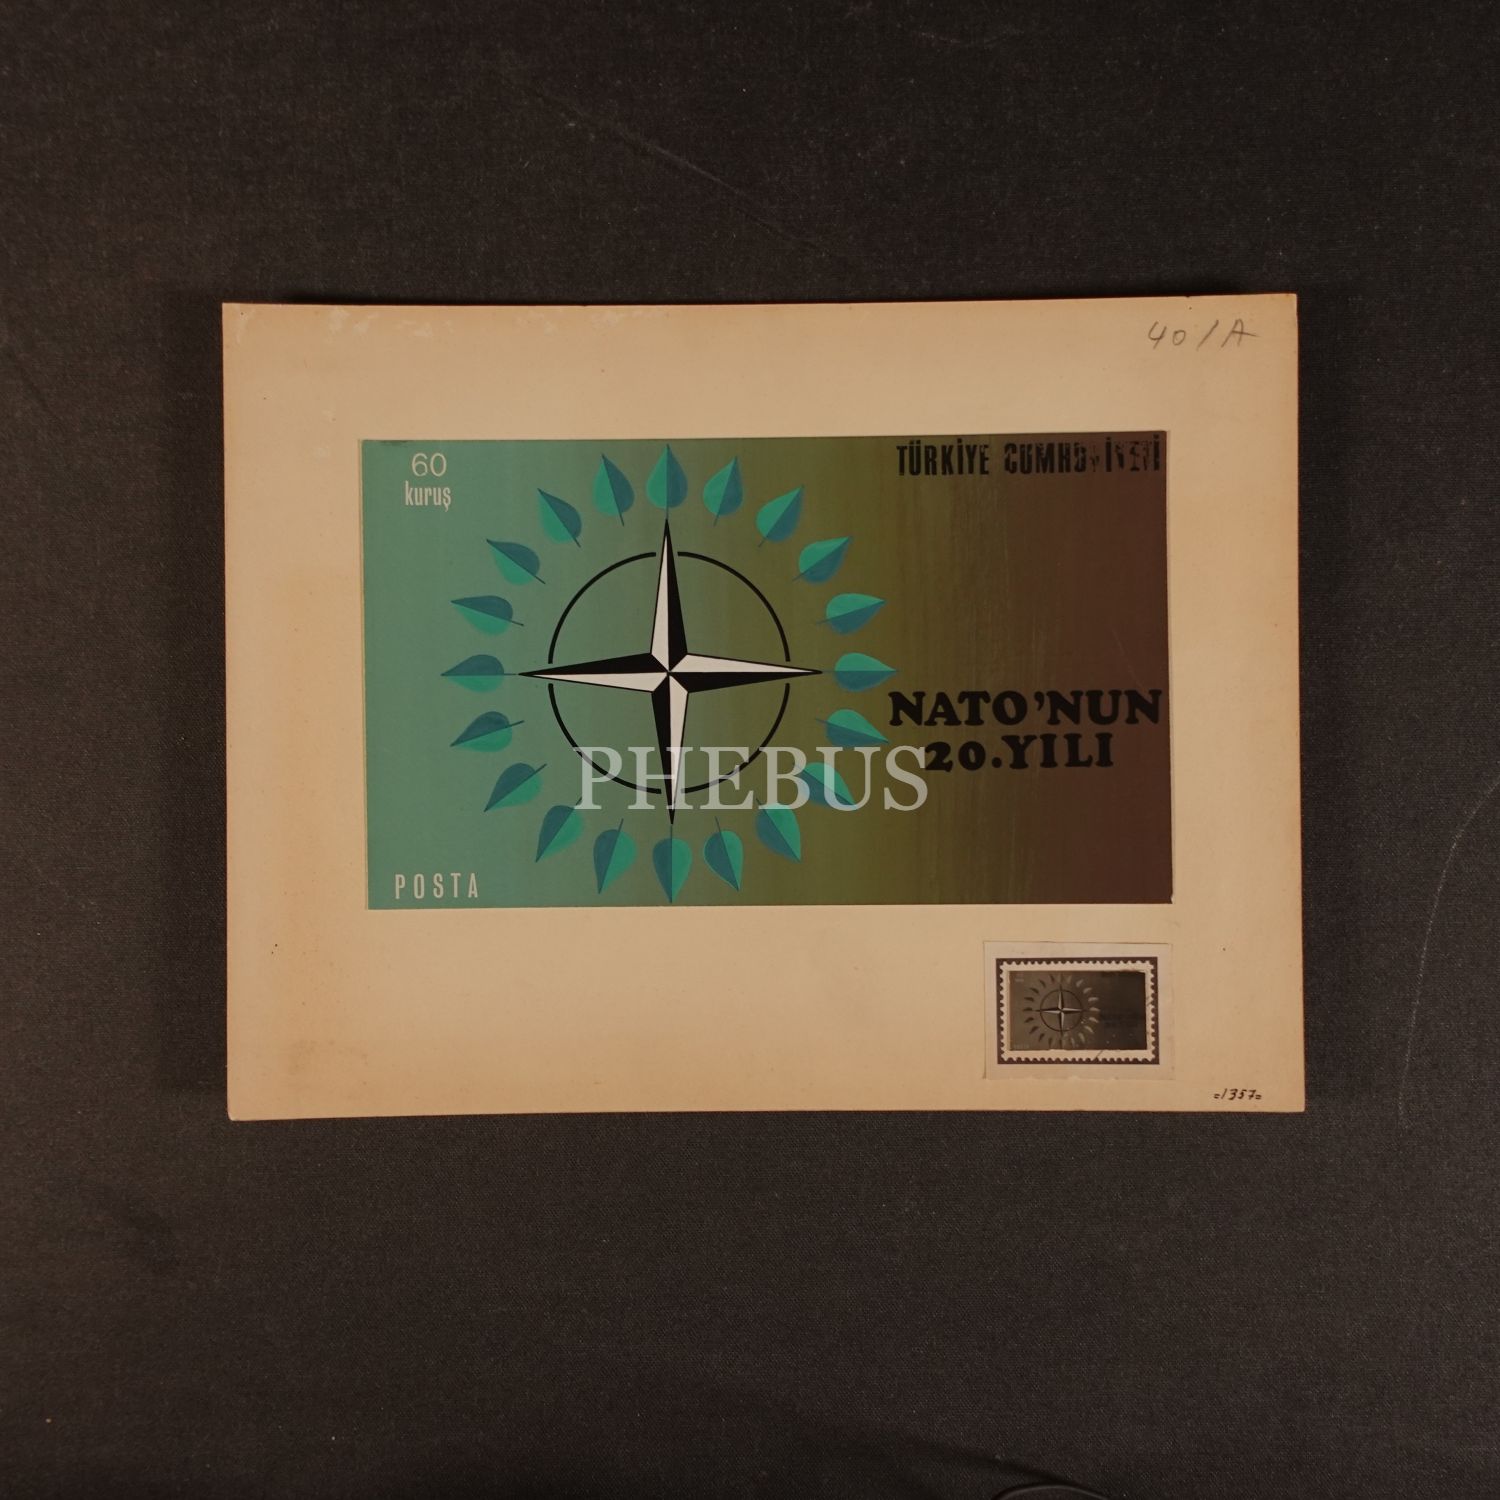 40/A
60
kuruş
TÜRKİYE CUMHURİYETİ
NATO'NUN
20.YILI
PHEBUS
POSTA
=1357=